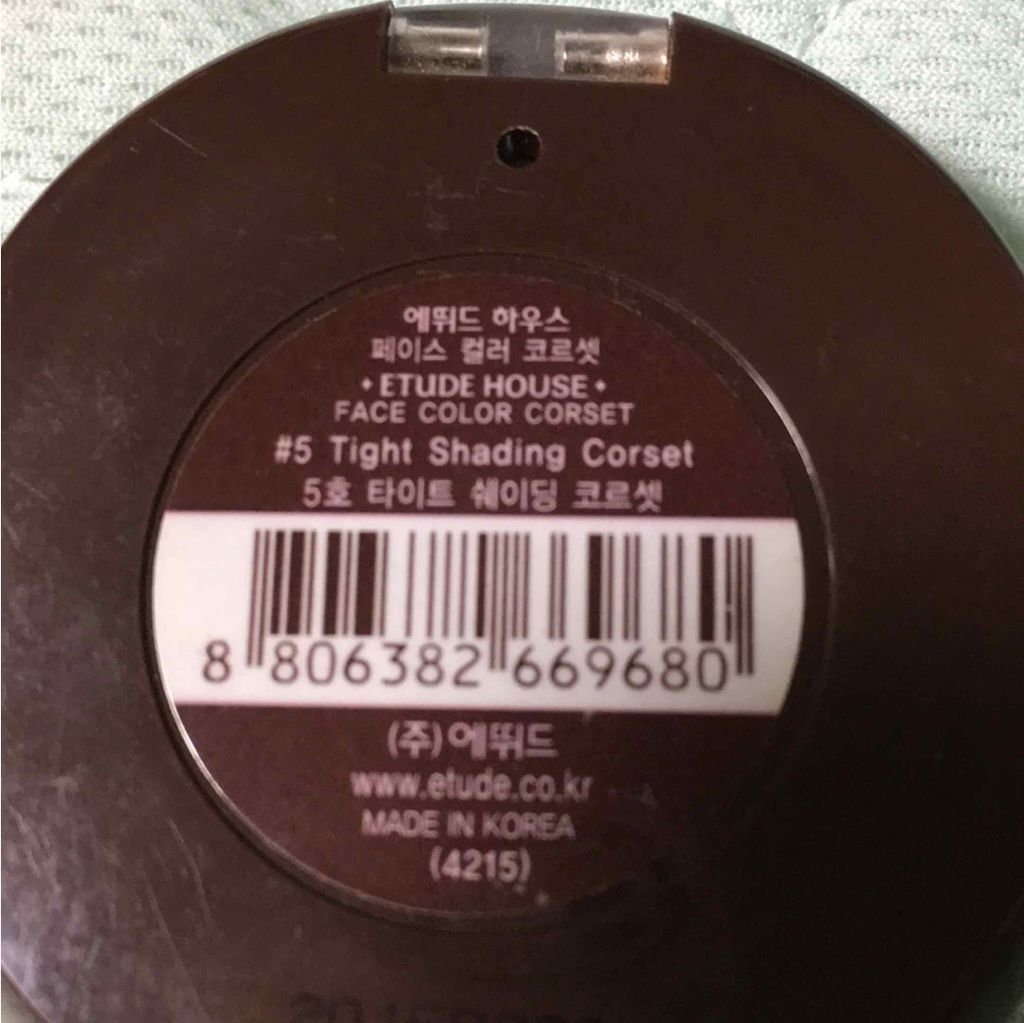 에뛰드 하우스
페이스 컬러 코르셋
• ETUDE HOUSE •
FACE COLOR CORSET
#5 Tight Shading Corset
5호 타이트 쉐이딩 코르셋
8 806382 669680
(주)에뛰드
www.etude.co.kr
MADE IN KOREA
(4215)